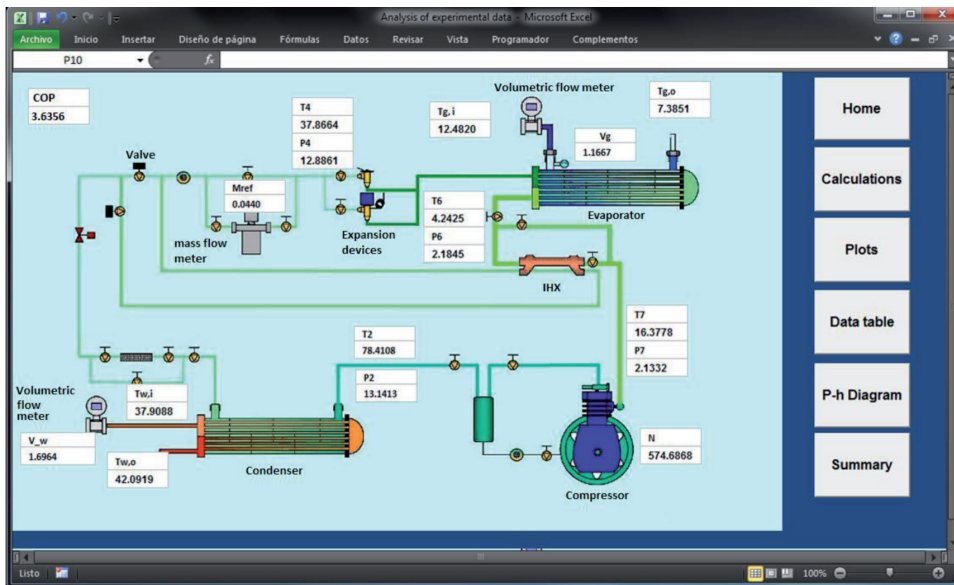 Analysis of experimental data - Microsoft Excel
Archivo Inicio Insertar Diseño de página Fórmulas Datos Revisar Vista Programador Complementos
P10 fx
COP
3.6356
T4
37.8664
P4
12.8861
Tg,i
12.4820
Volumetric flow meter
Tg,o
7.3851
Vg
1.1667
Home
Valve
Mref
0.0440
mass flow
meter
Expansion
devices
T6
4.2425
P6
2.1845
Evaporator
Calculations
IHX
Plots
T7
16.3778
P7
2.1332
Data table
T2
78.4108
P2
13.1413
P-h Diagram
Volumetric
flow
meter
Tw,i
37.9088
V_w
1.6964
Tw,o
42.0919
Condenser
N
574.6868
Compressor
Summary
Listo 100%